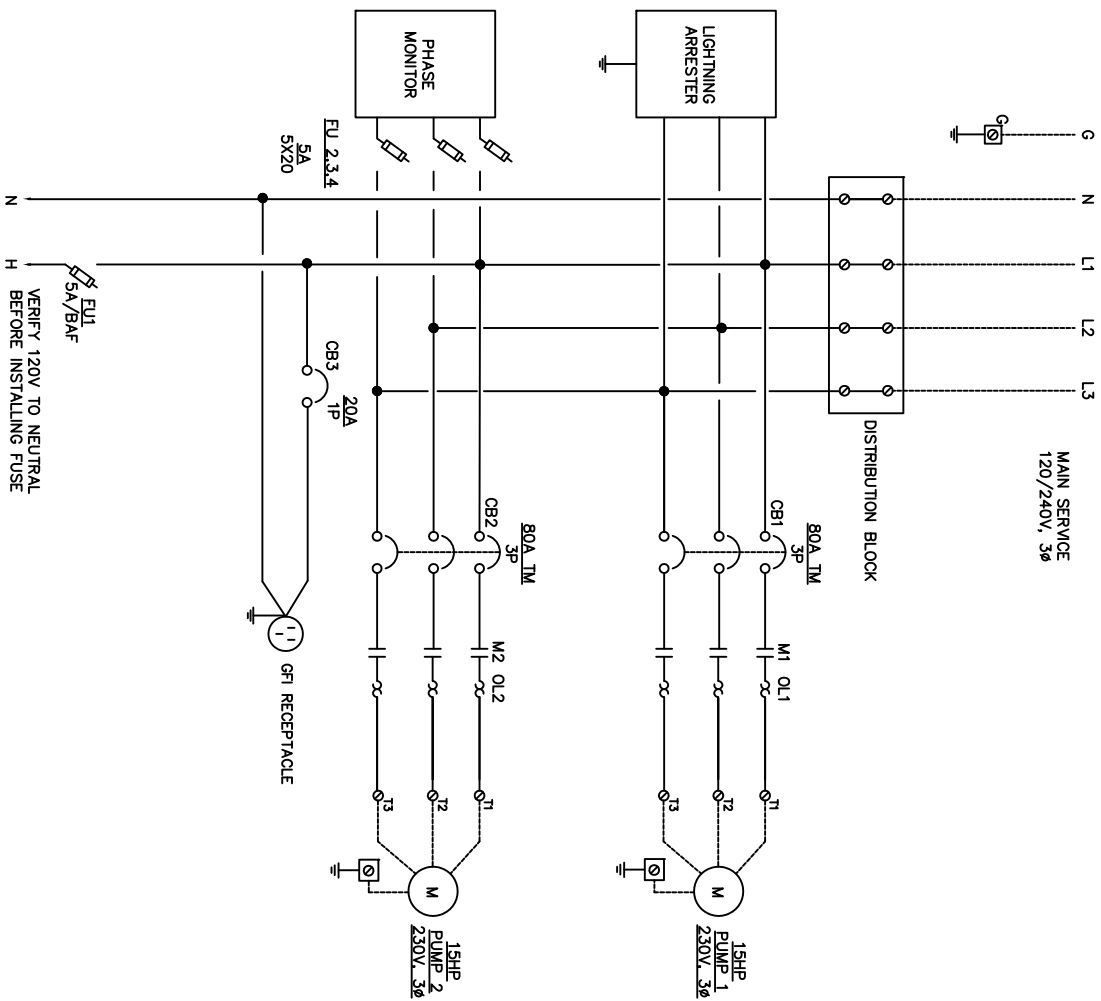 MAIN SERVICE
120/240V, 3ø
G
N
L1
L2
L3
G
DISTRIBUTION BLOCK
LIGHTNING
ARRESTER
CB1
80A TM
3P
M1
OL1
T1
T2
T3
M
15HP
PUMP 1
230V, 3ø
PHASE
MONITOR
FU 2,3,4
5A
5X20
CB2
80A TM
3P
M2
OL2
T1
T2
T3
M
15HP
PUMP 2
230V, 3ø
CB3
20A
1P
GFI RECEPTACLE
FU1
5A/BAF
N
H
VERIFY 120V TO NEUTRAL
BEFORE INSTALLING FUSE